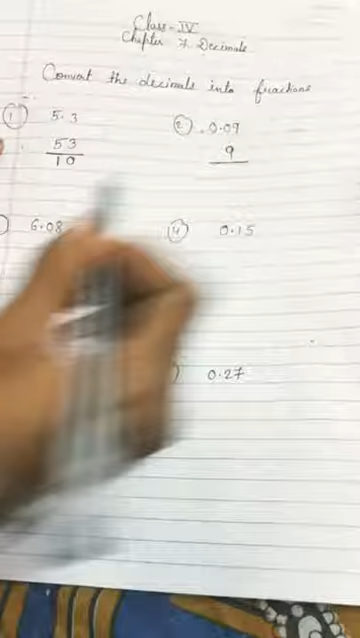 Class - IV
Chapter 7 Decimals
Convert the decimals into fractions
① 5.3
② 0.09
53
10
9
6.08
④ 0.15
) 0.27